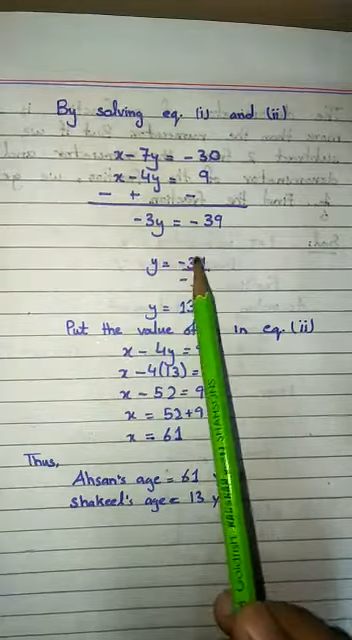 By solving eq. (i) and (ii)
x - 7y = - 30
x - 4y = 9
- + -
-3y = - 39
y =
y = 13
Put the value of in eq. (ii)
x - 4y =
x - 4(13) =
x - 52 = 9
x = 52 + 9
x = 61
Thus,
Ahsan's age = 61
Shakeel's age = 13 y
Goldfish